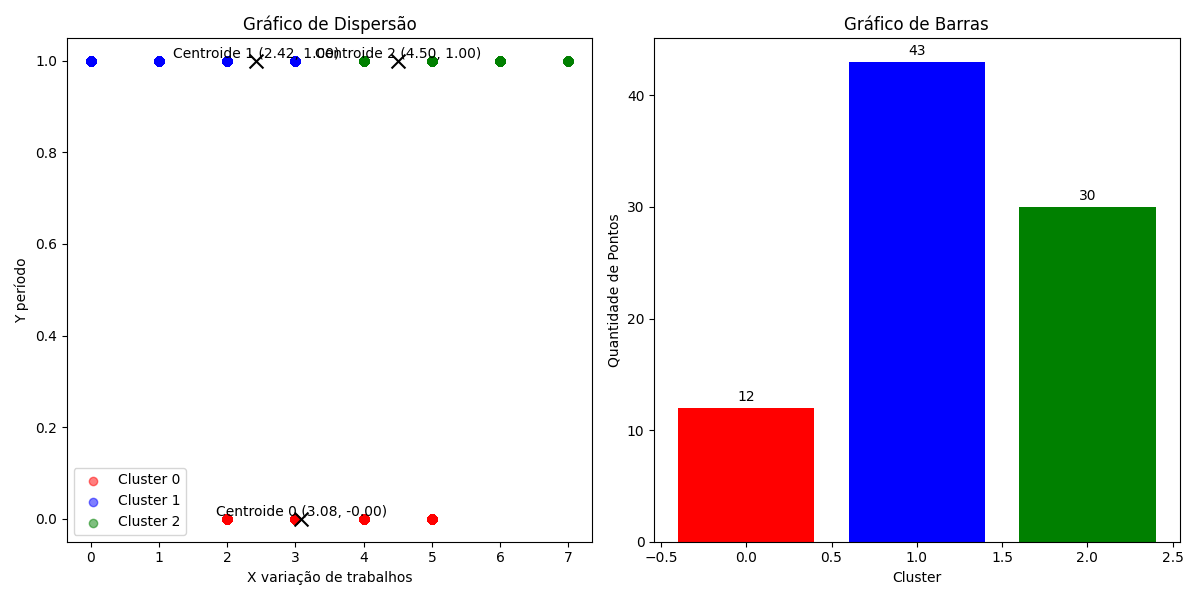 Gráfico de Dispersão
Centroide 1 (2.42, 1.00)
Centroide 2 (4.50, 1.00)
1.0
0.8
0.6
0.4
0.2
0.0
Y período
Centroide 0 (3.08, -0.00)
Cluster 0
Cluster 1
Cluster 2
0 1 2 3 4 5 6 7
X variação de trabalhos
Gráfico de Barras
43
30
12
40
30
20
10
0
Quantidade de Pontos
−0.5 0.0 0.5 1.0 1.5 2.0 2.5
Cluster